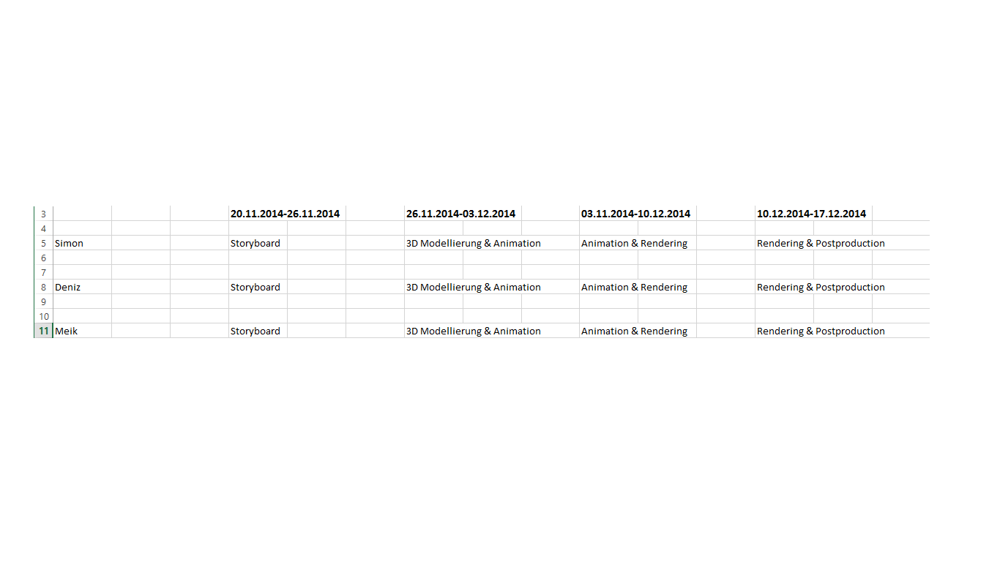 3 20.11.2014-26.11.2014 26.11.2014-03.12.2014 03.11.2014-10.12.2014 10.12.2014-17.12.2014
4
5 Simon Storyboard 3D Modellierung & Animation Animation & Rendering Rendering & Postproduction
6
7
8 Deniz Storyboard 3D Modellierung & Animation Animation & Rendering Rendering & Postproduction
9
10
11 Meik Storyboard 3D Modellierung & Animation Animation & Rendering Rendering & Postproduction